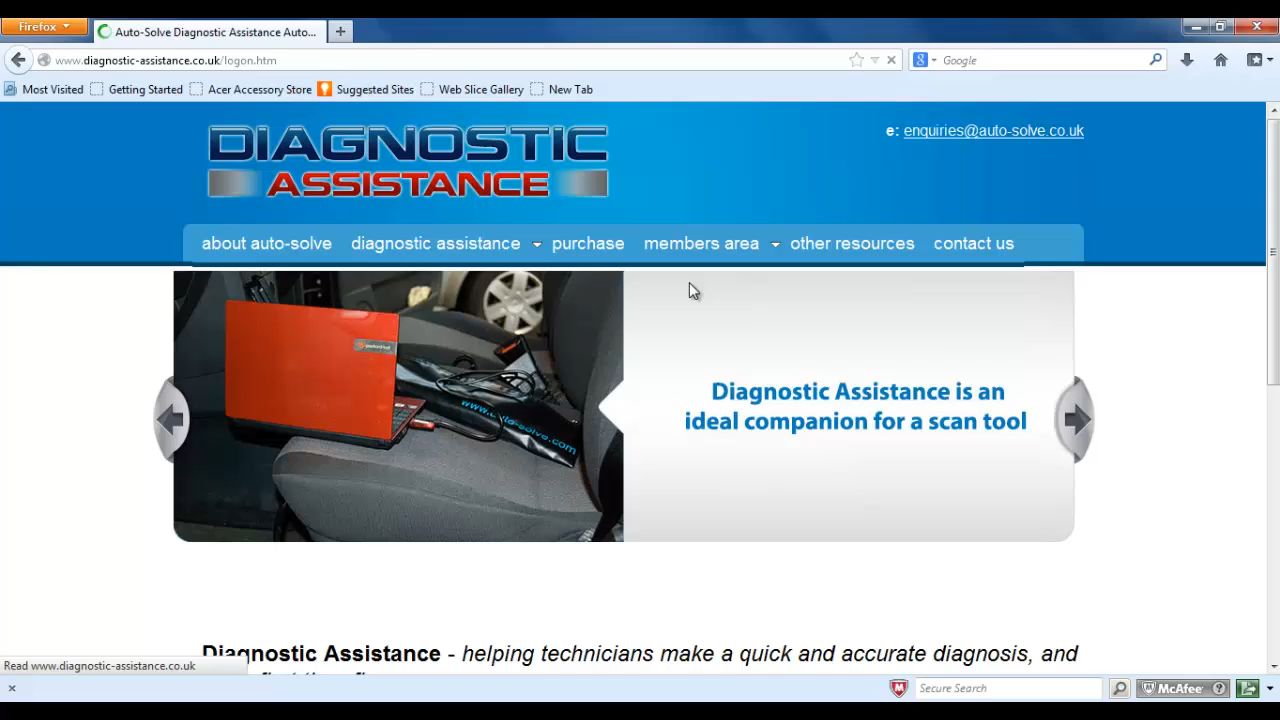 Firefox
Auto-Solve Diagnostic Assistance Auto...
www.diagnostic-assistance.co.uk/logon.htm
Google
Most Visited Getting Started Acer Accessory Store Suggested Sites Web Slice Gallery New Tab
DIAGNOSTIC
ASSISTANCE
e: enquiries@auto-solve.co.uk
about auto-solve diagnostic assistance purchase members area other resources contact us
www.auto-solve.com
Diagnostic Assistance is an
ideal companion for a scan tool
Diagnostic Assistance - helping technicians make a quick and accurate diagnosis, and
Read www.diagnostic-assistance.co.uk
Secure Search
McAfee